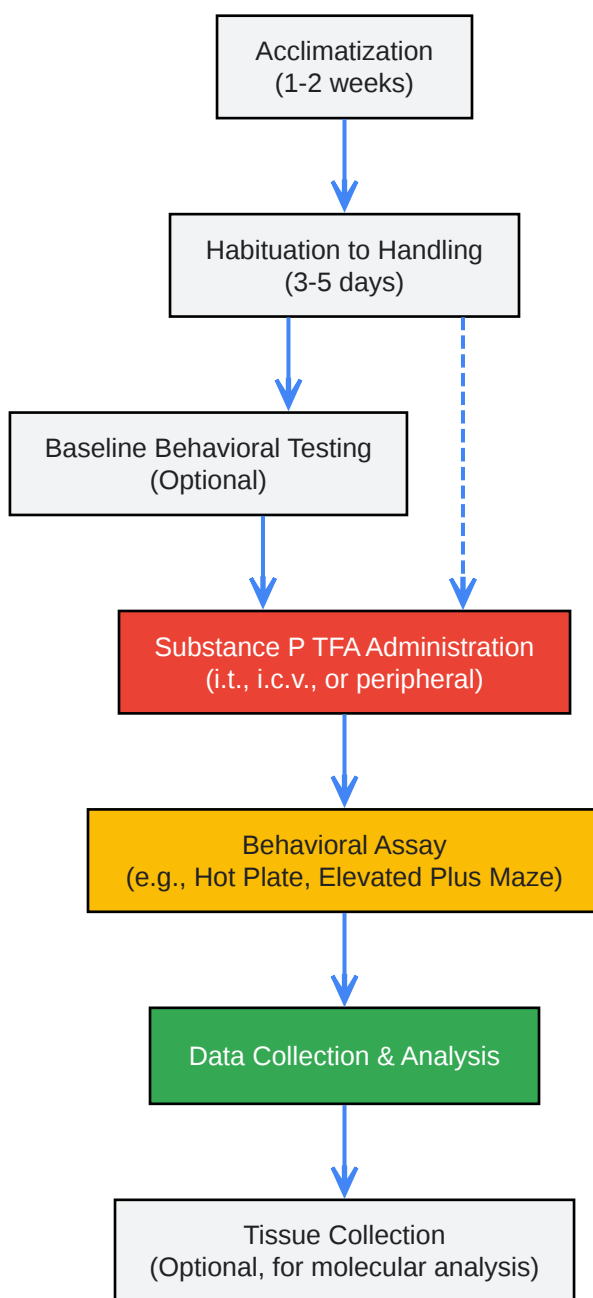 Acclimatization
(1-2 weeks)
Habituation to Handling
(3-5 days)
Baseline Behavioral Testing
(Optional)
Substance P TFA Administration
(i.t., i.c.v., or peripheral)
Behavioral Assay
(e.g., Hot Plate, Elevated Plus Maze)
Data Collection & Analysis
Tissue Collection
(Optional, for molecular analysis)